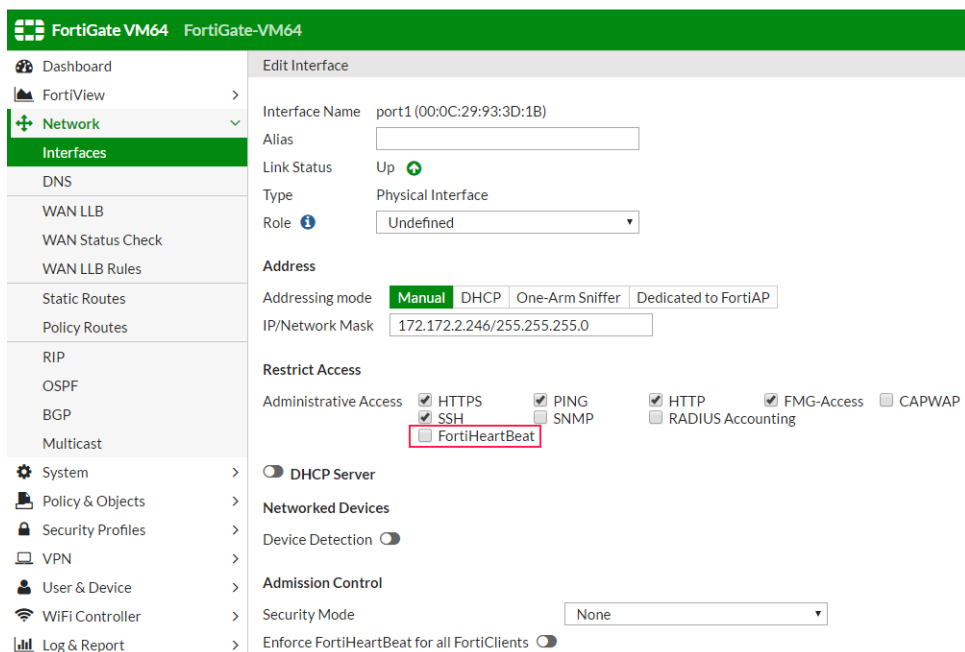 FortiGate VM64 FortiGate-VM64
Dashboard
FortiView
Network
Interfaces
DNS
WAN LLB
WAN Status Check
WAN LLB Rules
Static Routes
Policy Routes
RIP
OSPF
BGP
Multicast
System
Policy & Objects
Security Profiles
VPN
User & Device
WiFi Controller
Log & Report
Edit Interface
Interface Name port1 (00:0C:29:93:3D:1B)
Alias
Link Status Up
Type Physical Interface
Role Undefined
Address
Addressing mode Manual DHCP One-Arm Sniffer Dedicated to FortiAP
IP/Network Mask 172.172.2.246/255.255.255.0
Restrict Access
Administrative Access HTTPS PING HTTP FMG-Access CAPWAP
SSH SNMP RADIUS Accounting
FortiHeartBeat
DHCP Server
Networked Devices
Device Detection
Admission Control
Security Mode None
Enforce FortiHeartBeat for all FortiClients